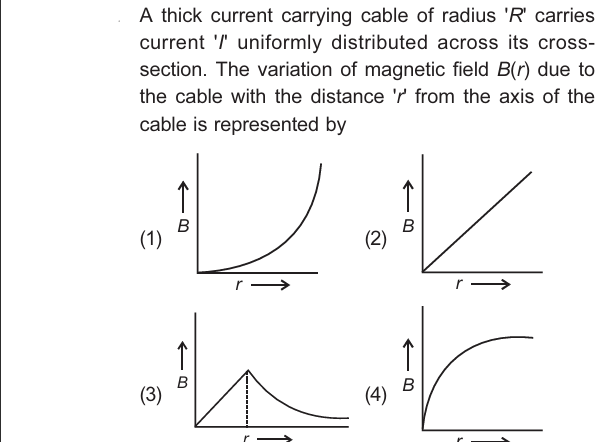 A thick current carrying cable of radius 'R' carries
current 'I' uniformly distributed across its cross-
section. The variation of magnetic field B(r) due to
the cable with the distance 'r' from the axis of the
cable is represented by
(1) B r
(2) B r
(3) B r
(4) B r